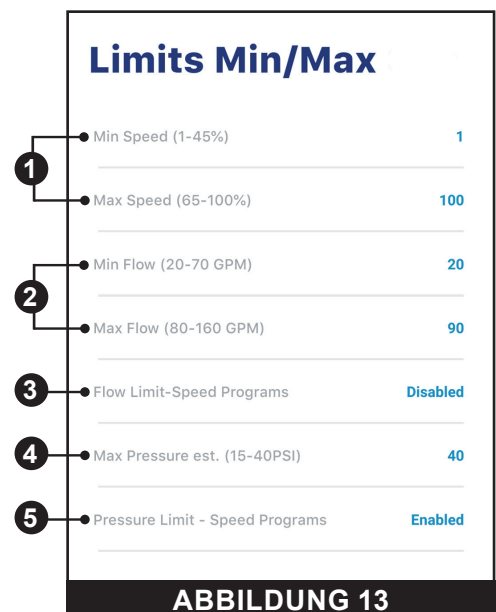 Limits Min/Max
Min Speed (1-45%) 1
1
Max Speed (65-100%) 100
Min Flow (20-70 GPM) 20
2
Max Flow (80-160 GPM) 90
3 Flow Limit-Speed Programs Disabled
4 Max Pressure est. (15-40PSI) 40
5 Pressure Limit - Speed Programs Enabled
ABBILDUNG 13